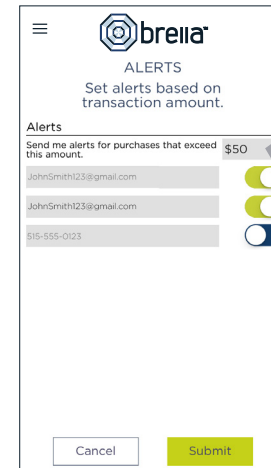 brella
ALERTS
Set alerts based on
transaction amount.
Alerts
Send me alerts for purchases that exceed
this amount.
$50
JohnSmith123@gmail.com
JohnSmith123@gmail.com
515-555-0123
Cancel
Submit